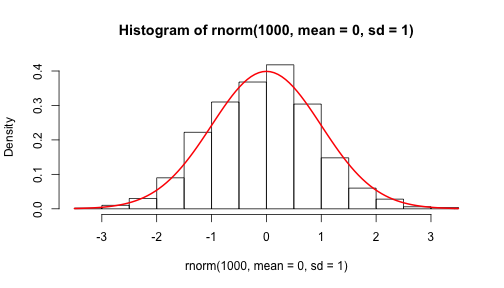 Histogram of rnorm(1000, mean = 0, sd = 1)
Density
0.4
0.3
0.2
0.1
0.0
-3 -2 -1 0 1 2 3
rnorm(1000, mean = 0, sd = 1)